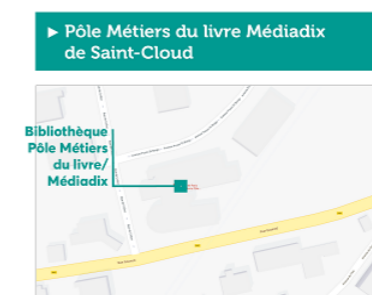 ► Pôle Métiers du livre Médiadix
de Saint-Cloud
Bibliothèque
Pôle Métiers
du livre/
Médiadix